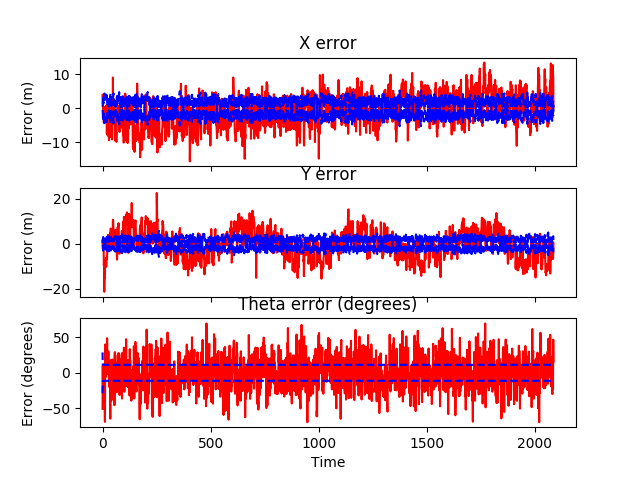 X error
10
0
−10
Error (m)
Y error
20
0
−20
Error (m)
Theta error (degrees)
50
0
−50
Error (degrees)
0
500
1000
1500
2000
Time